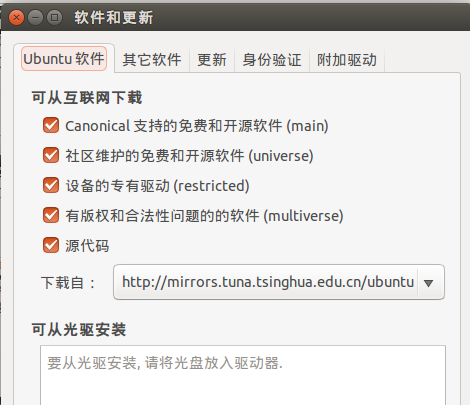 软件和更新
Ubuntu 软件 其它软件 更新 身份验证 附加驱动
可从互联网下载
Canonical 支持的免费和开源软件 (main)
社区维护的免费和开源软件 (universe)
设备的专有驱动 (restricted)
有版权和合法性问题的的软件 (multiverse)
源代码
下载自： http://mirrors.tuna.tsinghua.edu.cn/ubuntu
可从光驱安装
要从光驱安装, 请将光盘放入驱动器.